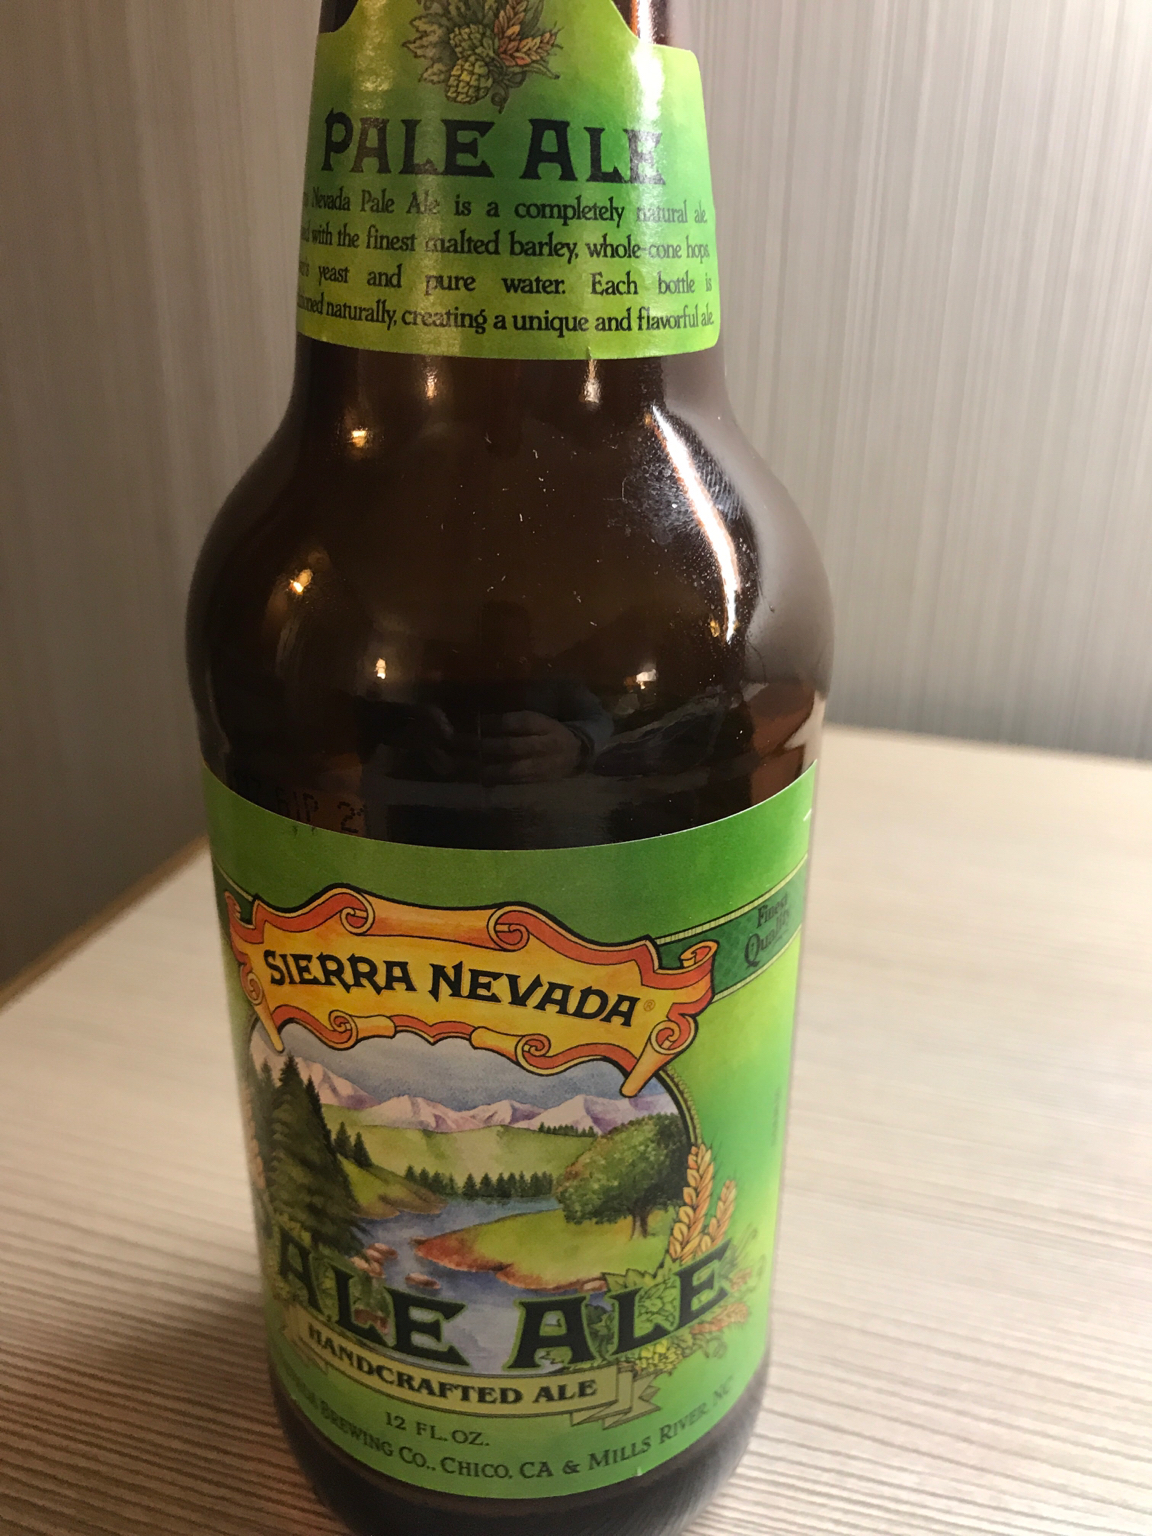 PALE ALE
Nevada Pale Ale is a completely natural ale
with the finest malted barley, whole-cone hops
yeast and pure water. Each bottle is
naturally, creating a unique and flavorful ale.
Finest
Quality
SIERRA NEVADA®
ALE ALE
HANDCRAFTED ALE
12 FL. OZ.
BREWING CO., CHICO, CA & MILLS RIVER, NC